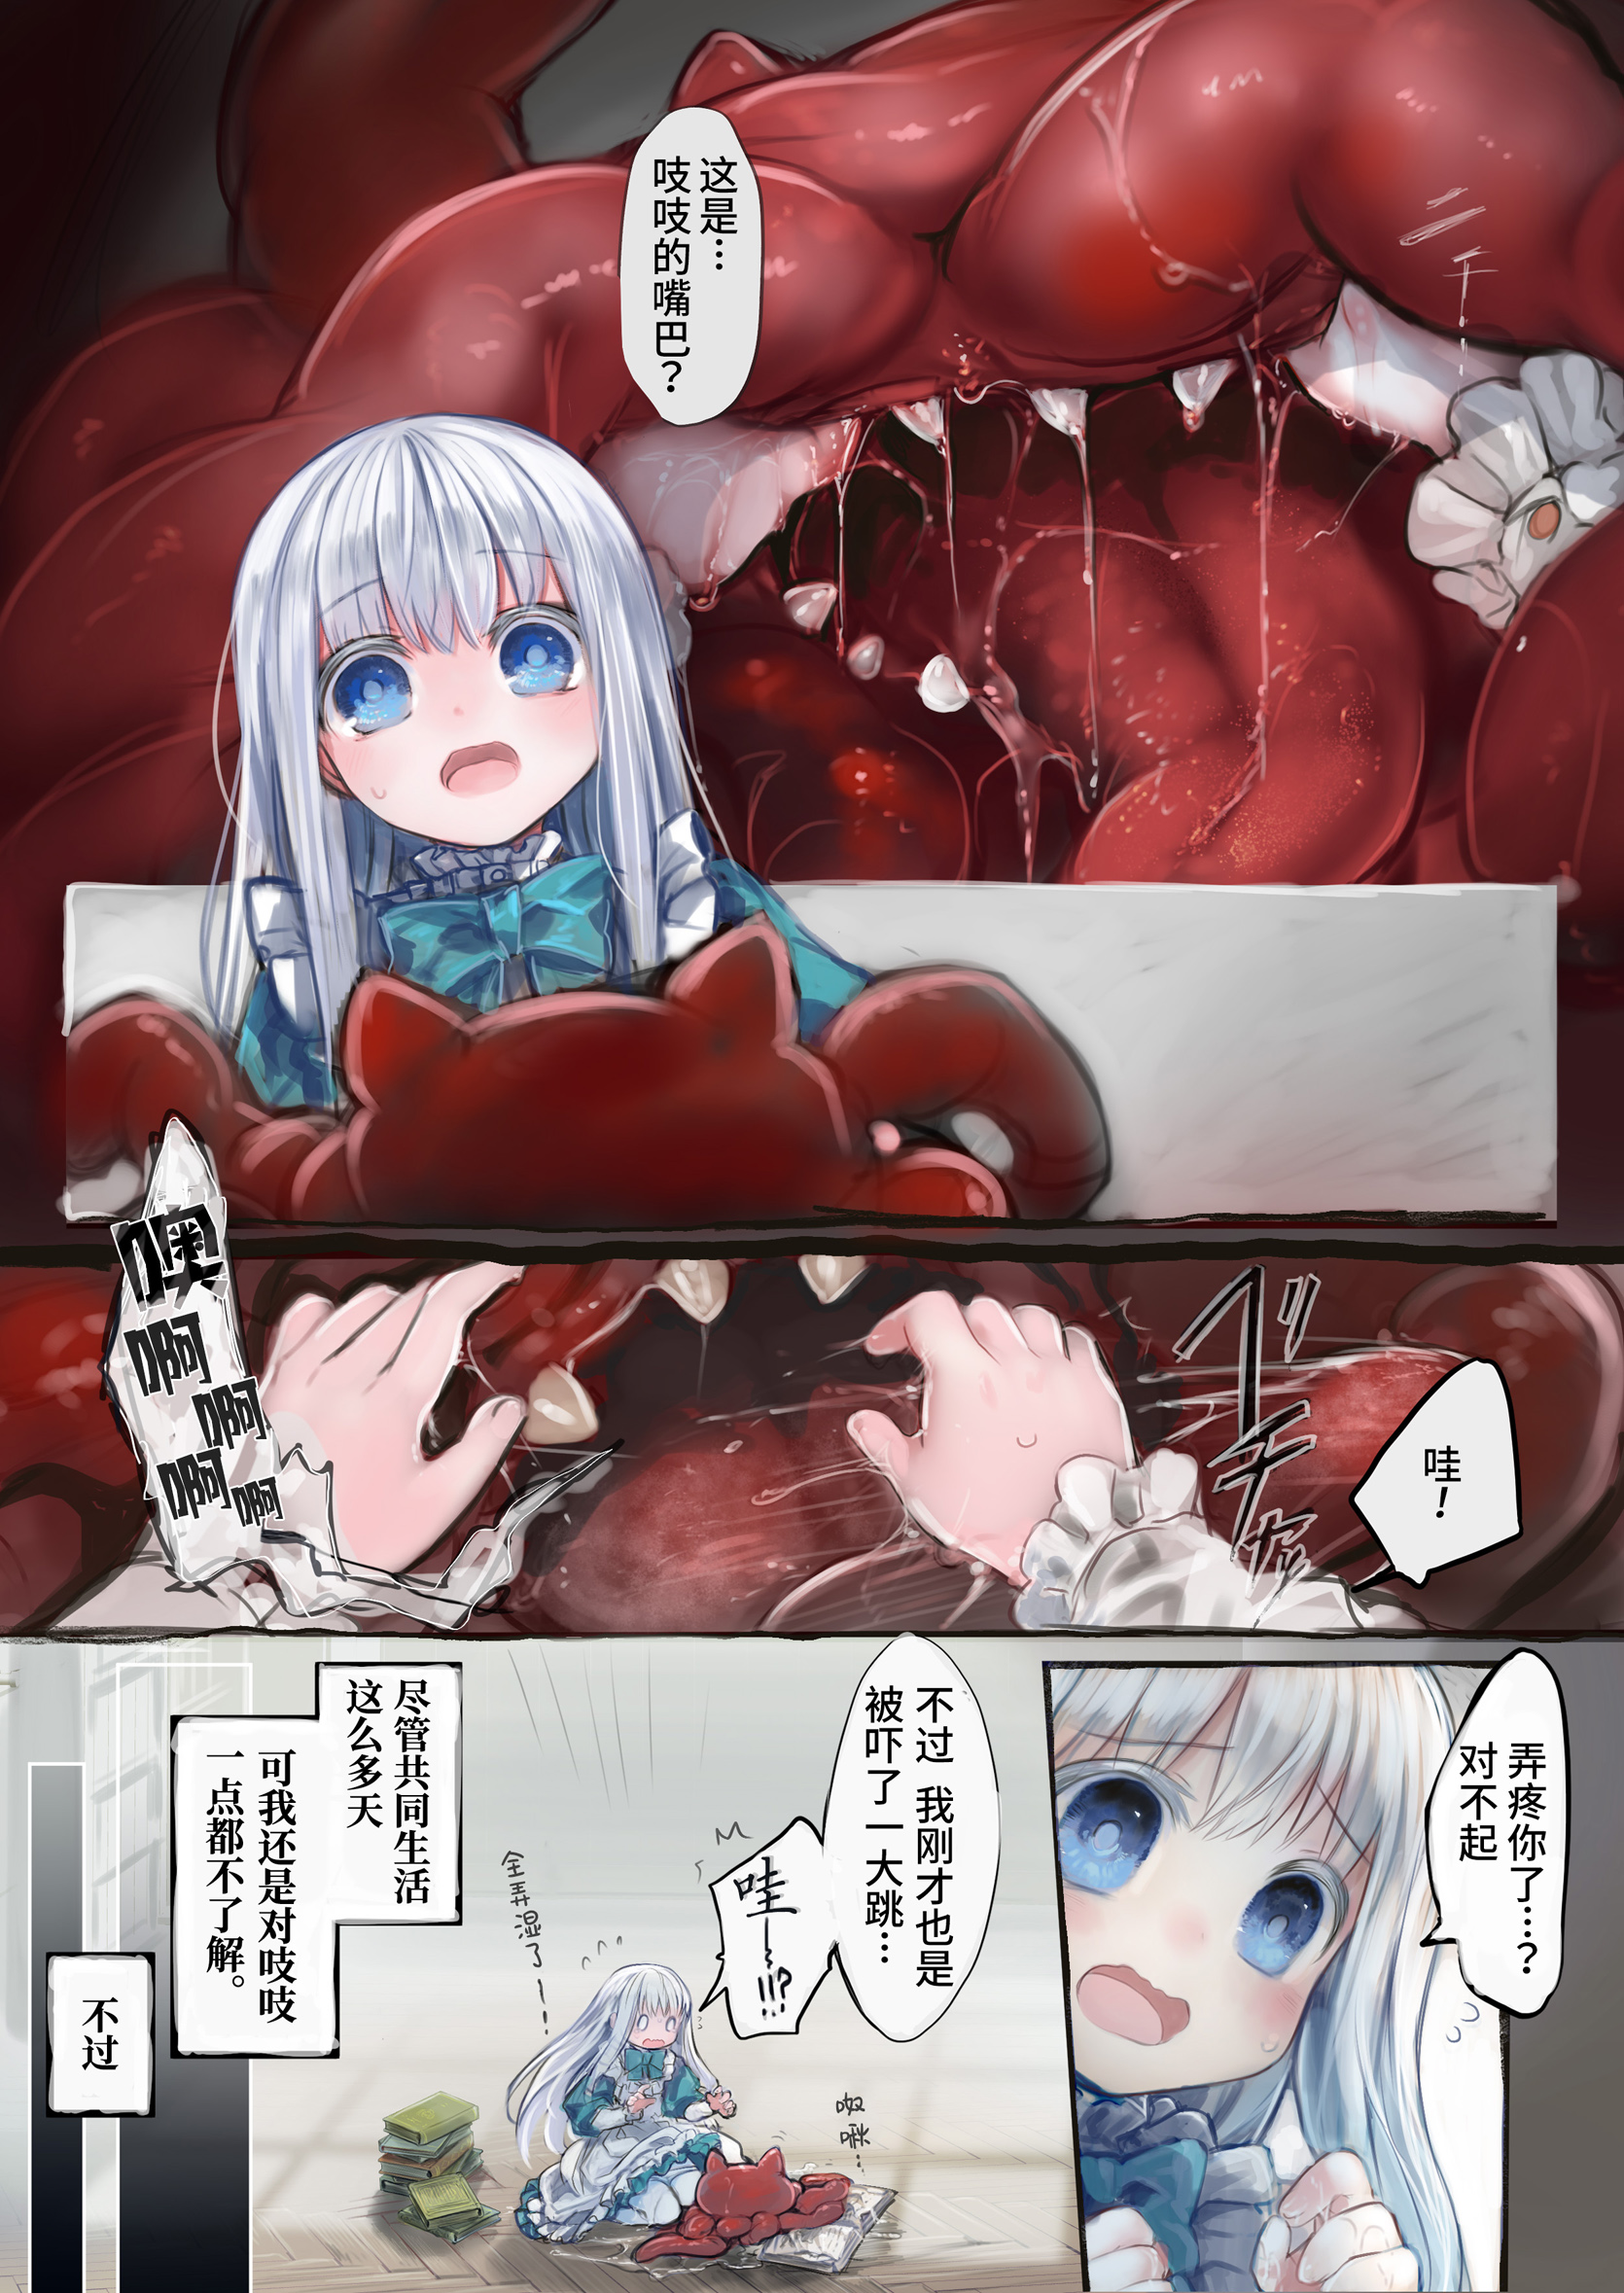 这是…
吱吱的嘴巴？
噢
啊
啊
啊
啊
哇！
弄疼你了…？
对不起
不过 我刚才也是
被吓了一大跳…
哇——!!!?
全弄湿了——…
尽管共同生活
这么多天
可我还是对吱吱
一点都不了解。
不过